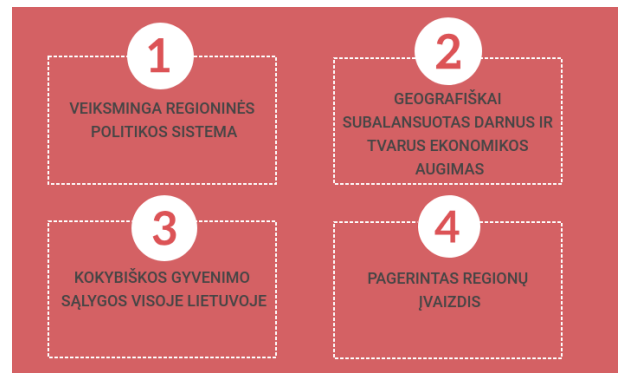 1
VEIKSMINGA REGIONINĖS
POLITIKOS SISTEMA
2
GEOGRAFIŠKAI
SUBALANSUOTAS DARNUS IR
TVARUS EKONOMIKOS
AUGIMAS
3
KOKYBIŠKOS GYVENIMO
SĄLYGOS VISOJE LIETUVOJE
4
PAGERINTAS REGIONŲ
ĮVAIZDIS